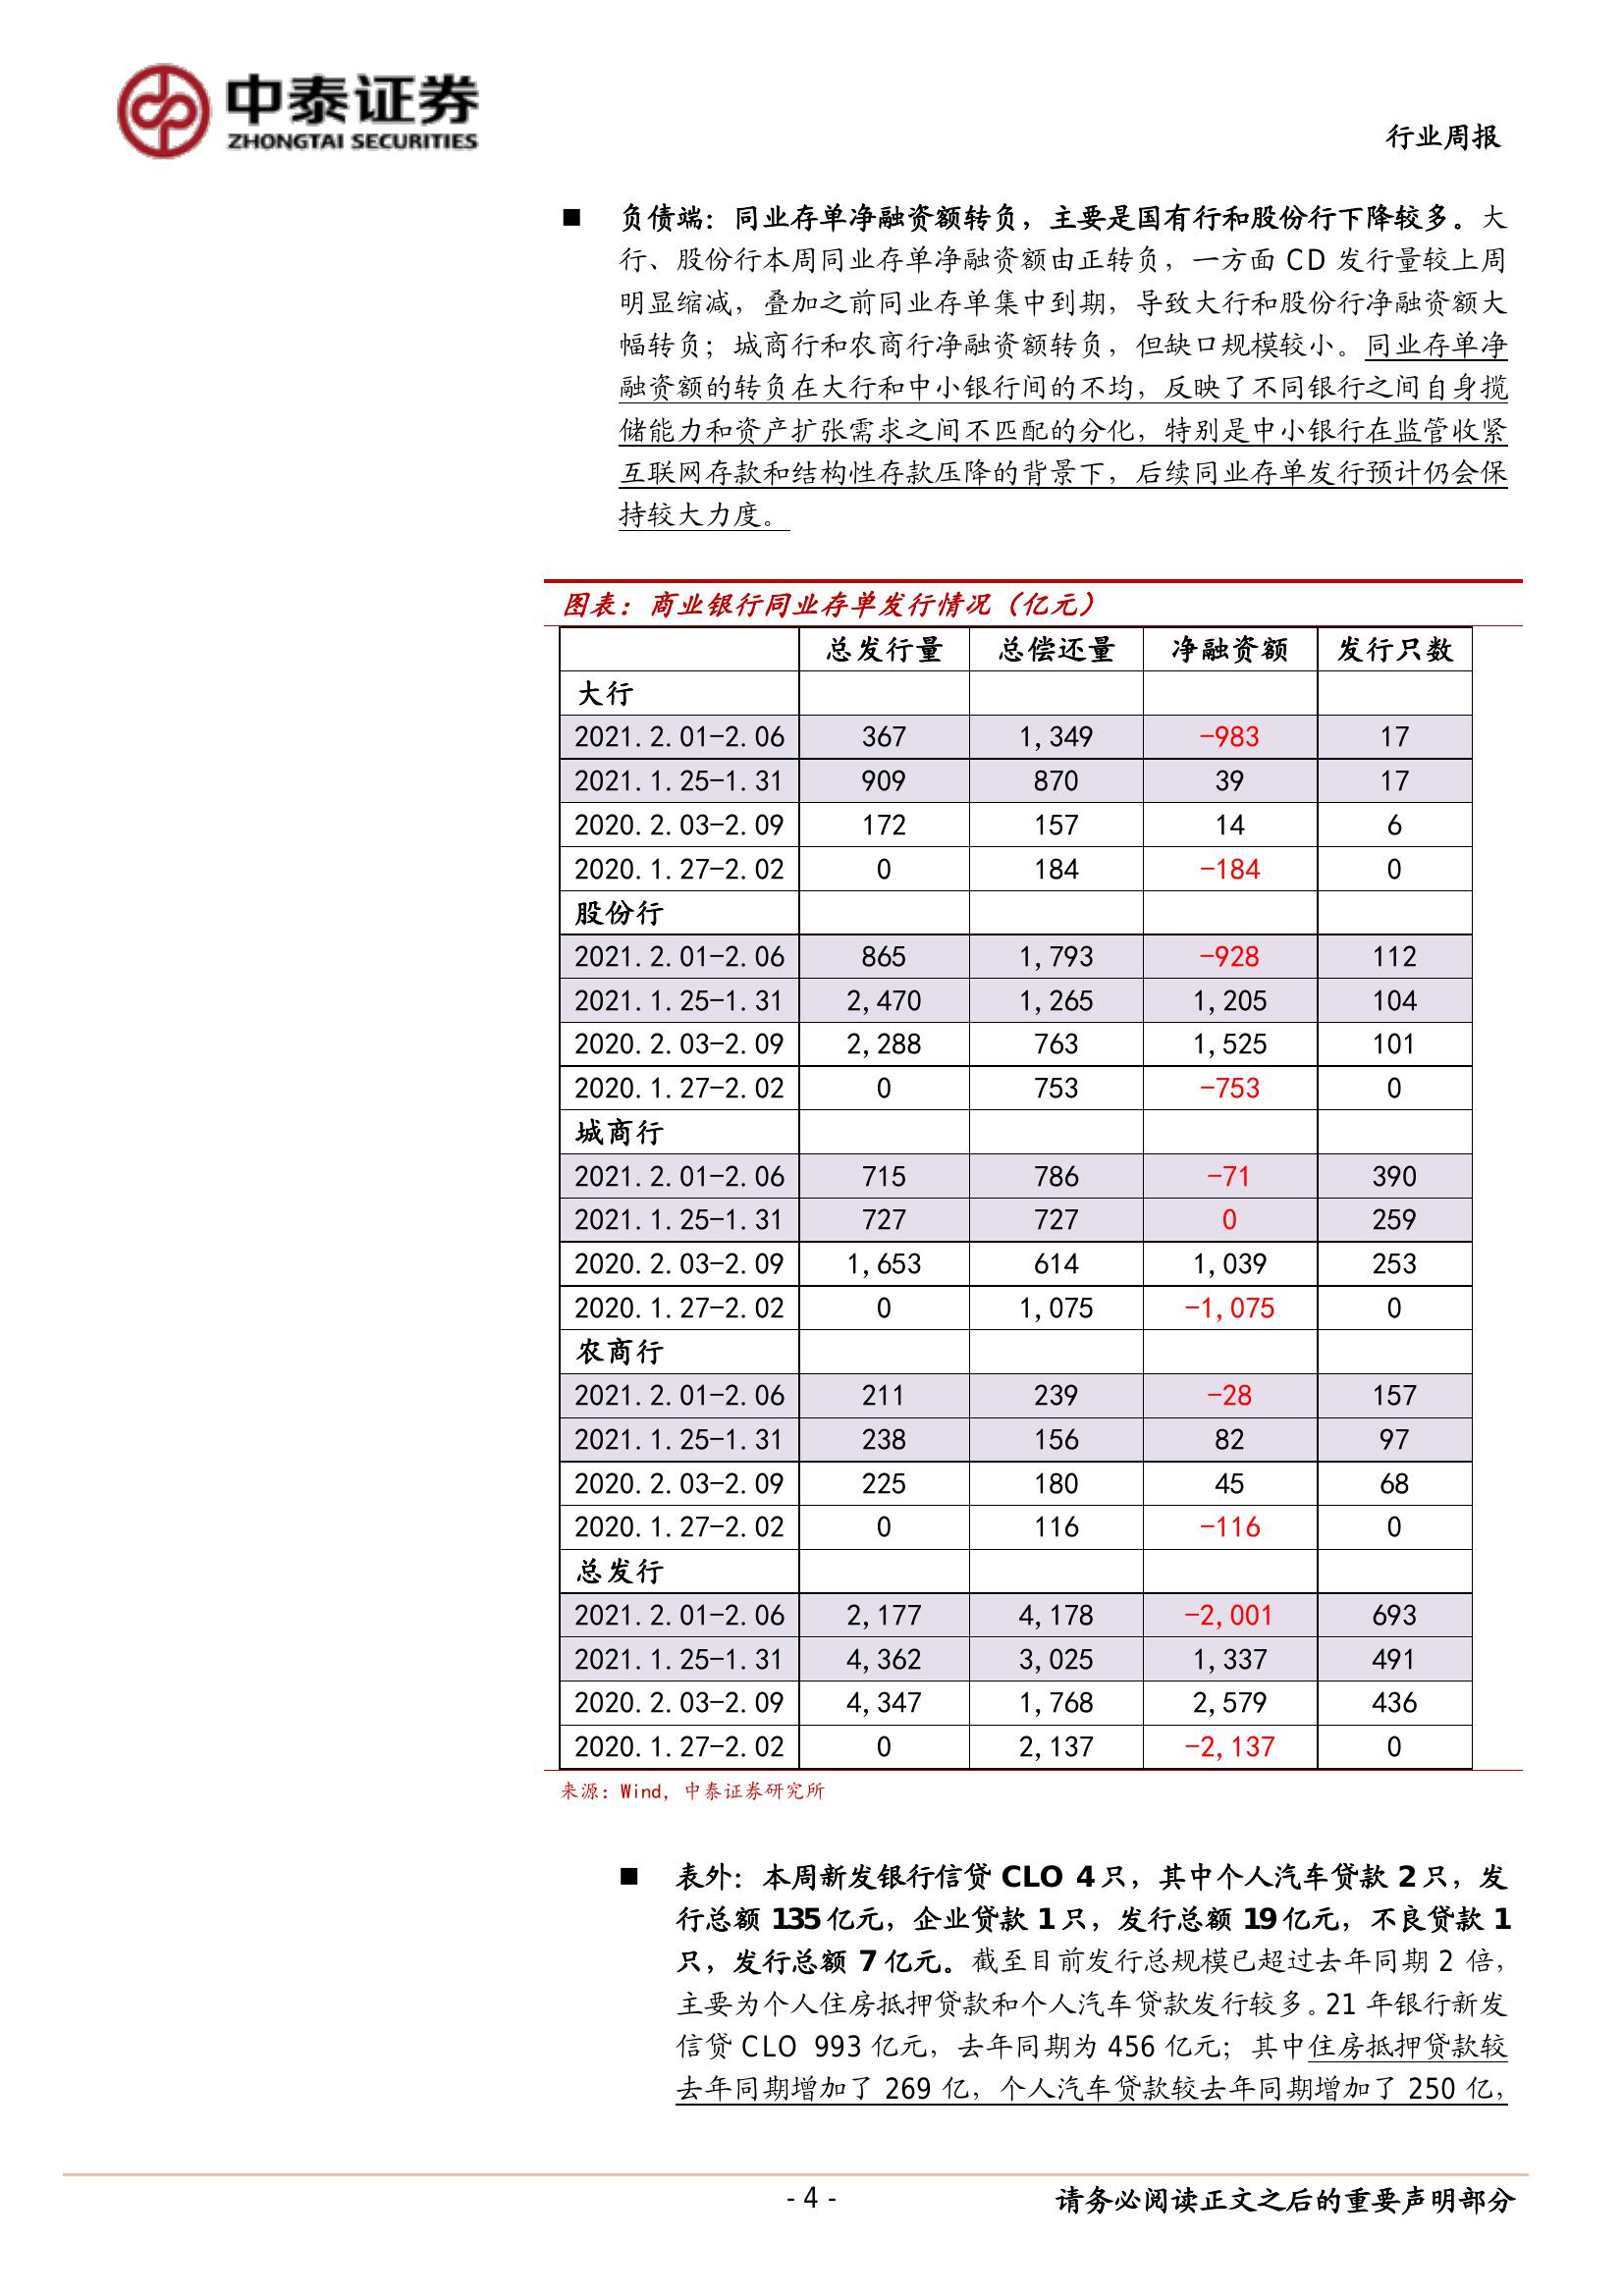 中泰证券
ZHONGTAI SECURITIES
行业周报
■ 负债端：同业存单净融资额转负，主要是国有行和股份行下降较多。大
行、股份行本周同业存单净融资额由正转负，一方面 CD 发行量较上周
明显缩减，叠加之前同业存单集中到期，导致大行和股份行净融资额大
幅转负；城商行和农商行净融资额转负，但缺口规模较小。同业存单净
融资额的转负在大行和中小银行间的不均，反映了不同银行之间自身揽
储能力和资产扩张需求之间不匹配的分化，特别是中小银行在监管收紧
互联网存款和结构性存款压降的背景下，后续同业存单发行预计仍会保
持较大力度。
图表：商业银行同业存单发行情况（亿元）
总发行量 总偿还量 净融资额 发行只数
大行
2021.2.01-2.06 367 1,349 -983 17
2021.1.25-1.31 909 870 39 17
2020.2.03-2.09 172 157 14 6
2020.1.27-2.02 0 184 -184 0
股份行
2021.2.01-2.06 865 1,793 -928 112
2021.1.25-1.31 2,470 1,265 1,205 104
2020.2.03-2.09 2,288 763 1,525 101
2020.1.27-2.02 0 753 -753 0
城商行
2021.2.01-2.06 715 786 -71 390
2021.1.25-1.31 727 727 0 259
2020.2.03-2.09 1,653 614 1,039 253
2020.1.27-2.02 0 1,075 -1,075 0
农商行
2021.2.01-2.06 211 239 -28 157
2021.1.25-1.31 238 156 82 97
2020.2.03-2.09 225 180 45 68
2020.1.27-2.02 0 116 -116 0
总发行
2021.2.01-2.06 2,177 4,178 -2,001 693
2021.1.25-1.31 4,362 3,025 1,337 491
2020.2.03-2.09 4,347 1,768 2,579 436
2020.1.27-2.02 0 2,137 -2,137 0
来源：Wind，中泰证券研究所
■ 表外：本周新发银行信贷 CLO 4 只，其中个人汽车贷款 2 只，发
行总额 135 亿元，企业贷款 1 只，发行总额 19 亿元，不良贷款 1
只，发行总额 7 亿元。截至目前发行总规模已超过去年同期 2 倍，
主要为个人住房抵押贷款和个人汽车贷款发行较多。21 年银行新发
信贷 CLO 993 亿元，去年同期为 456 亿元；其中住房抵押贷款较
去年同期增加了 269 亿，个人汽车贷款较去年同期增加了 250 亿，
- 4 -
请务必阅读正文之后的重要声明部分